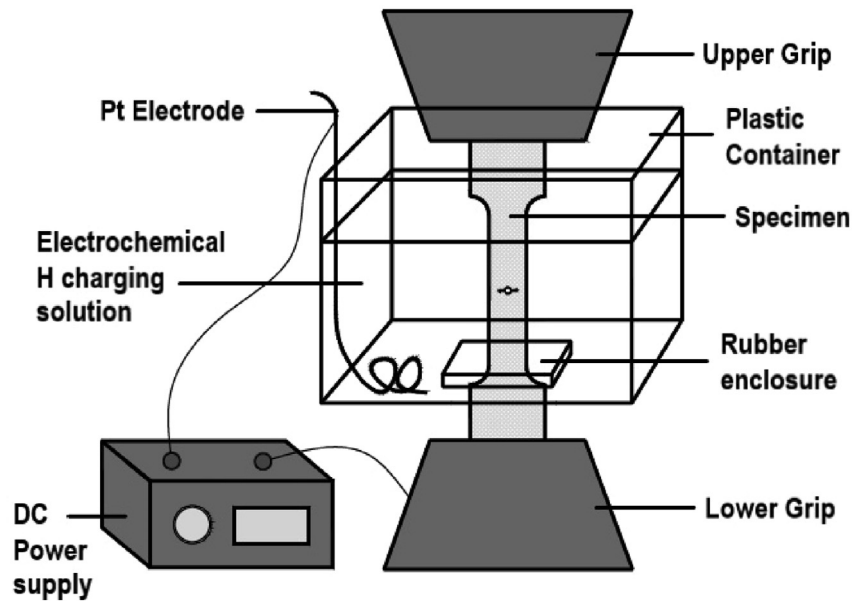 Upper Grip
Pt Electrode
Plastic
Container
Specimen
Electrochemical
H charging
solution
Rubber
enclosure
DC
Power
supply
Lower Grip